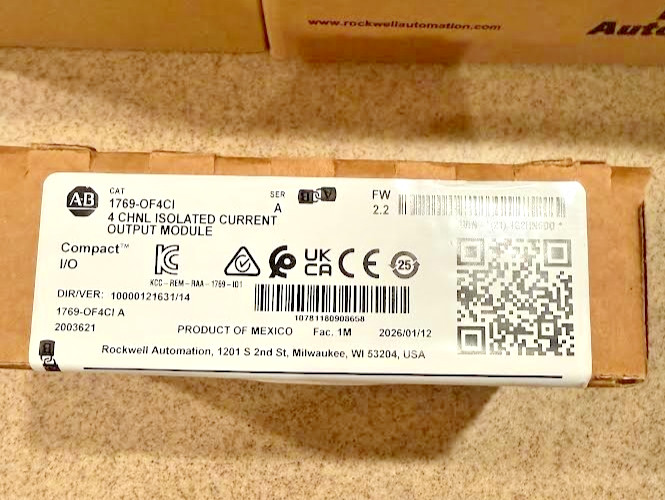 www.rockwellautomation.com
A-B
CAT
1769-OF4CI
4 CHNL ISOLATED CURRENT
OUTPUT MODULE
SER
A
FW
2.2
Compact™
I/O
KCC-REM-RAA-1769-IO1
UK
CA
CE
25
DIR/VER: 10000121631/14
10781180908658
1769-OF4CI A
2003621
PRODUCT OF MEXICO Fac. 1M 2026/01/12
Rockwell Automation, 1201 S 2nd St, Milwaukee, WI 53204, USA